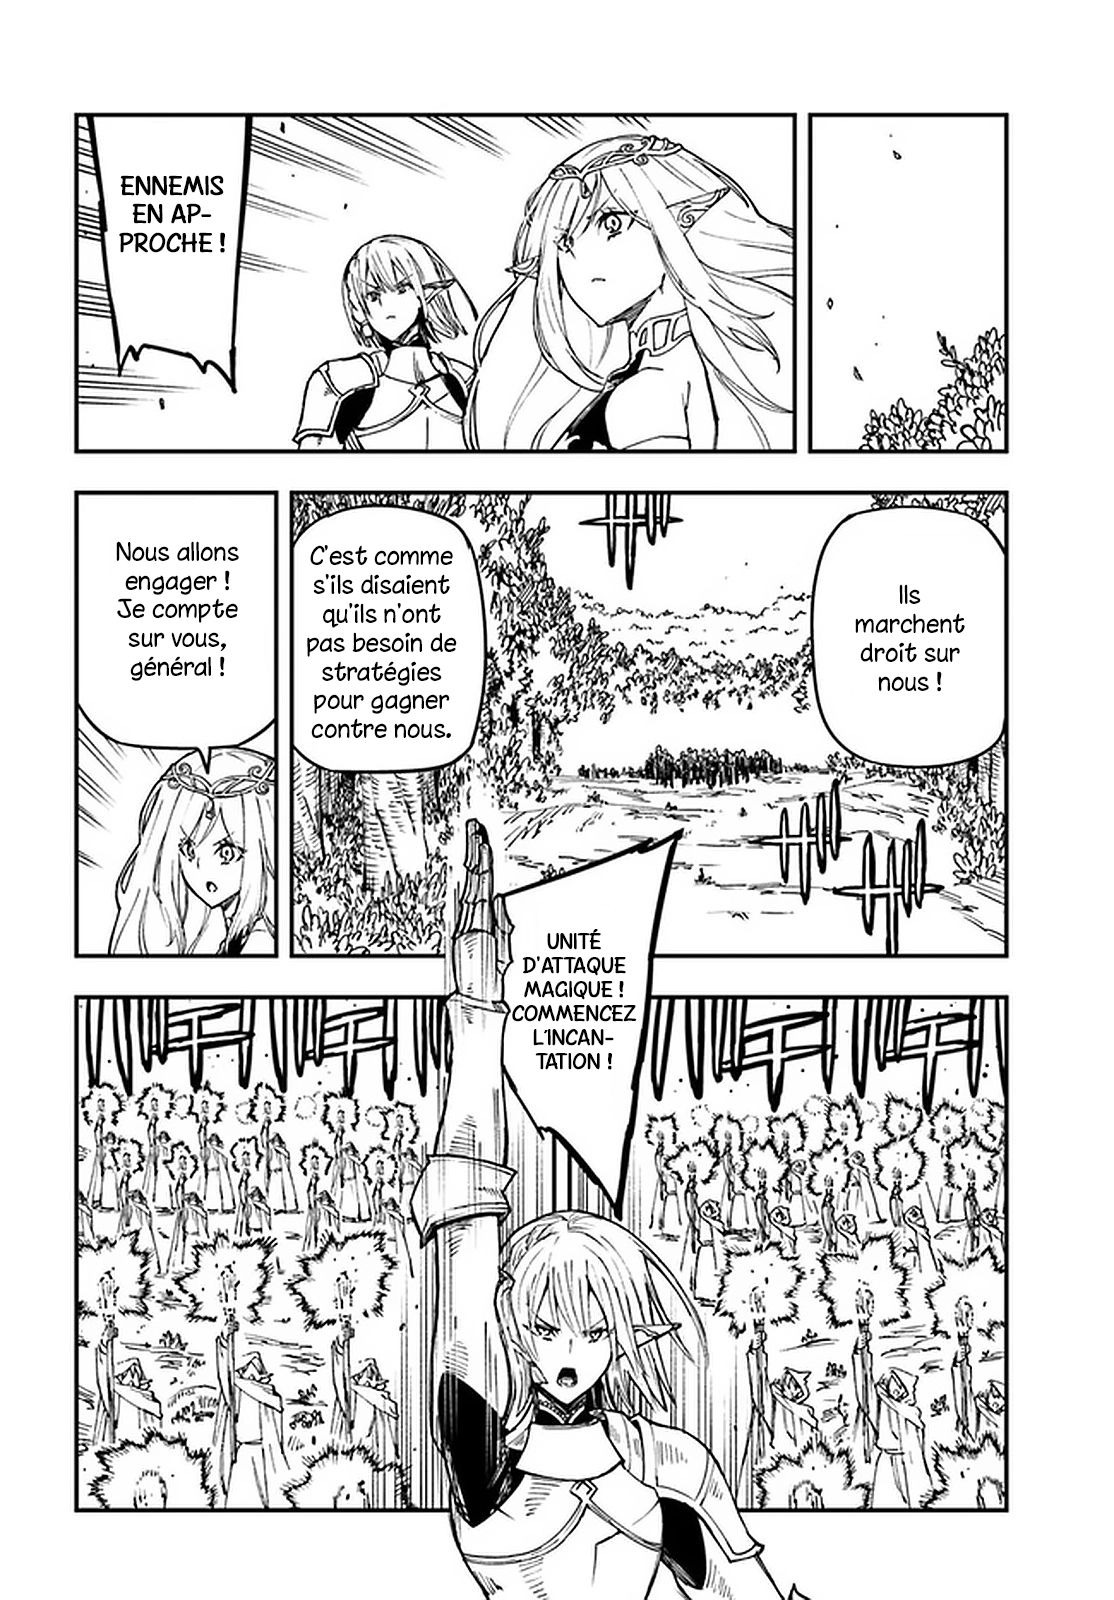 ENNEMIS
EN AP-
PROCHE !
Ils
marchent
droit sur
nous !
C'est comme
s'ils disaient
qu'ils n'ont
pas besoin de
stratégies
pour gagner
contre nous.
Nous allons
engager !
Je compte
sur vous,
général !
UNITÉ
D'ATTAQUE
MAGIQUE !
COMMENCEZ
L'INCAN-
TATION !